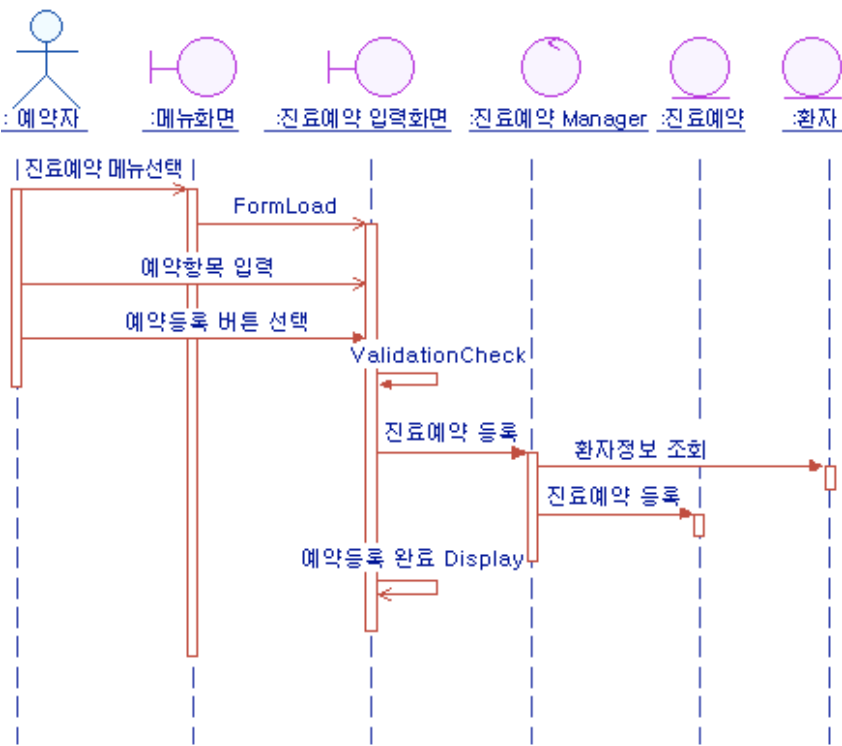 : 예약자
:메뉴화면
:진료예약 입력화면
:진료예약 Manager
:진료예약
:환자
진료예약 메뉴선택
FormLoad
예약항목 입력
예약등록 버튼 선택
ValidationCheck
진료예약 등록
환자정보 조회
진료예약 등록
예약등록 완료 Display